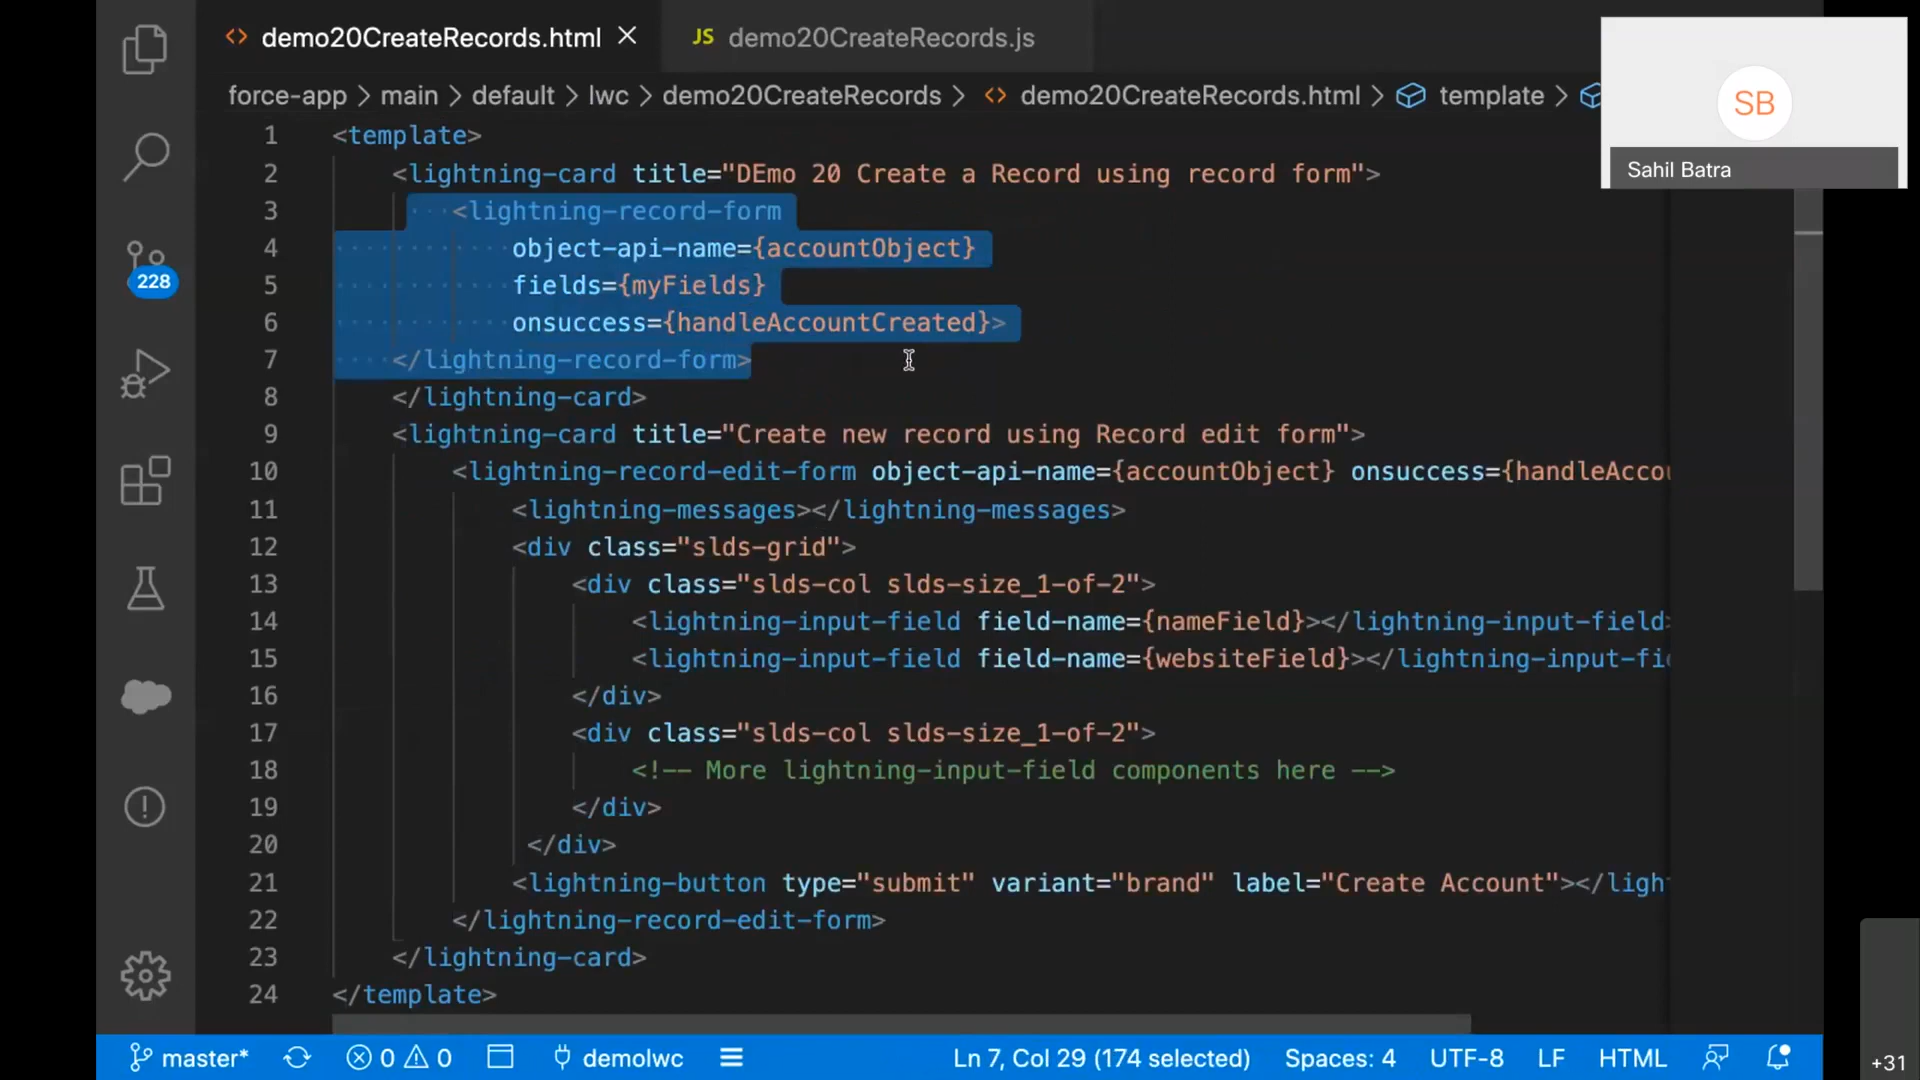 demo20CreateRecords.html
JS demo20CreateRecords.js
force-app > main > default > lwc > demo20CreateRecords > demo20CreateRecords.html > template >
SB
Sahil Batra
1 <template>
2 <lightning-card title="DEmo 20 Create a Record using record form">
3 <lightning-record-form
4 object-api-name={accountObject}
5 fields={myFields}
6 onsuccess={handleAccountCreated}>
7 </lightning-record-form>
8 </lightning-card>
9 <lightning-card title="Create new record using Record edit form">
10 <lightning-record-edit-form object-api-name={accountObject} onsuccess={handleAccou
11 <lightning-messages></lightning-messages>
12 <div class="slds-grid">
13 <div class="slds-col slds-size_1-of-2">
14 <lightning-input-field field-name={nameField}></lightning-input-field>
15 <lightning-input-field field-name={websiteField}></lightning-input-fie
16 </div>
17 <div class="slds-col slds-size_1-of-2">
18 <!-- More lightning-input-field components here -->
19 </div>
20 </div>
21 <lightning-button type="submit" variant="brand" label="Create Account"></light
22 </lightning-record-edit-form>
23 </lightning-card>
24 </template>
228
master* 0 0 demolwc Ln 7, Col 29 (174 selected) Spaces: 4 UTF-8 LF HTML
+31